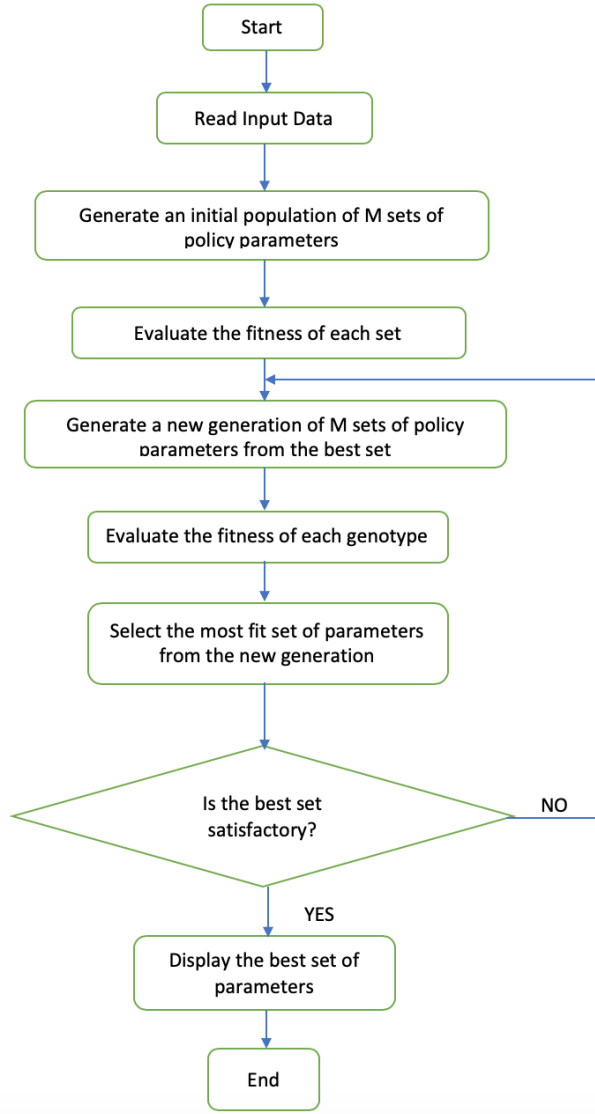 Start
Read Input Data
Generate an initial population of M sets of
policy parameters
Evaluate the fitness of each set
Generate a new generation of M sets of policy
parameters from the best set
Evaluate the fitness of each genotype
Select the most fit set of parameters
from the new generation
Is the best set
satisfactory?
NO
YES
Display the best set of
parameters
End